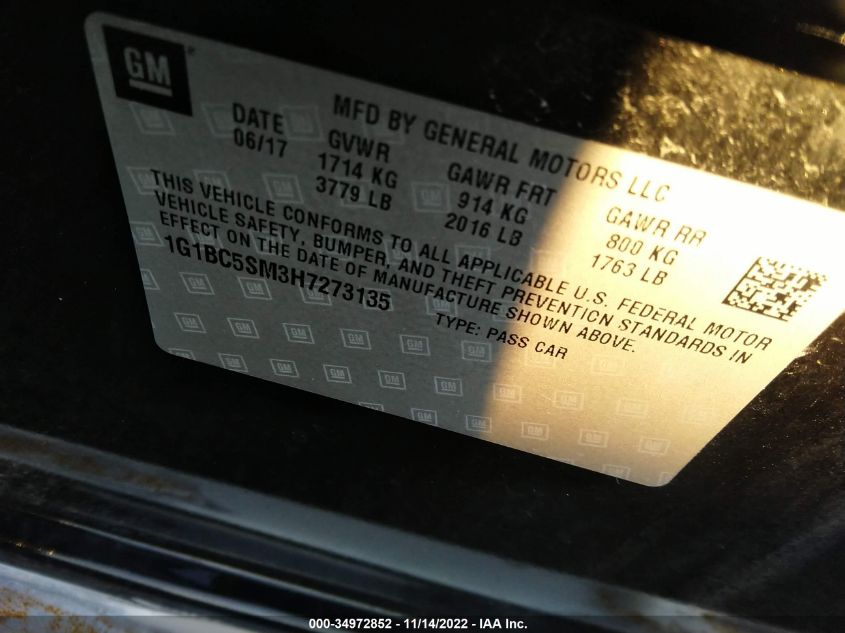 GM
MFD BY GENERAL MOTORS LLC
DATE GVWR GAWR FRT GAWR RR
06/17 1714 KG 914 KG 800 KG
3779 LB 2016 LB 1763 LB
THIS VEHICLE CONFORMS TO ALL APPLICABLE U.S. FEDERAL MOTOR
VEHICLE SAFETY, BUMPER, AND THEFT PREVENTION STANDARDS IN
EFFECT ON THE DATE OF MANUFACTURE SHOWN ABOVE.
1G1BC5SM3H7273135 TYPE: PASS CAR
000-34972852 — 11/14/2022 — IAA Inc.